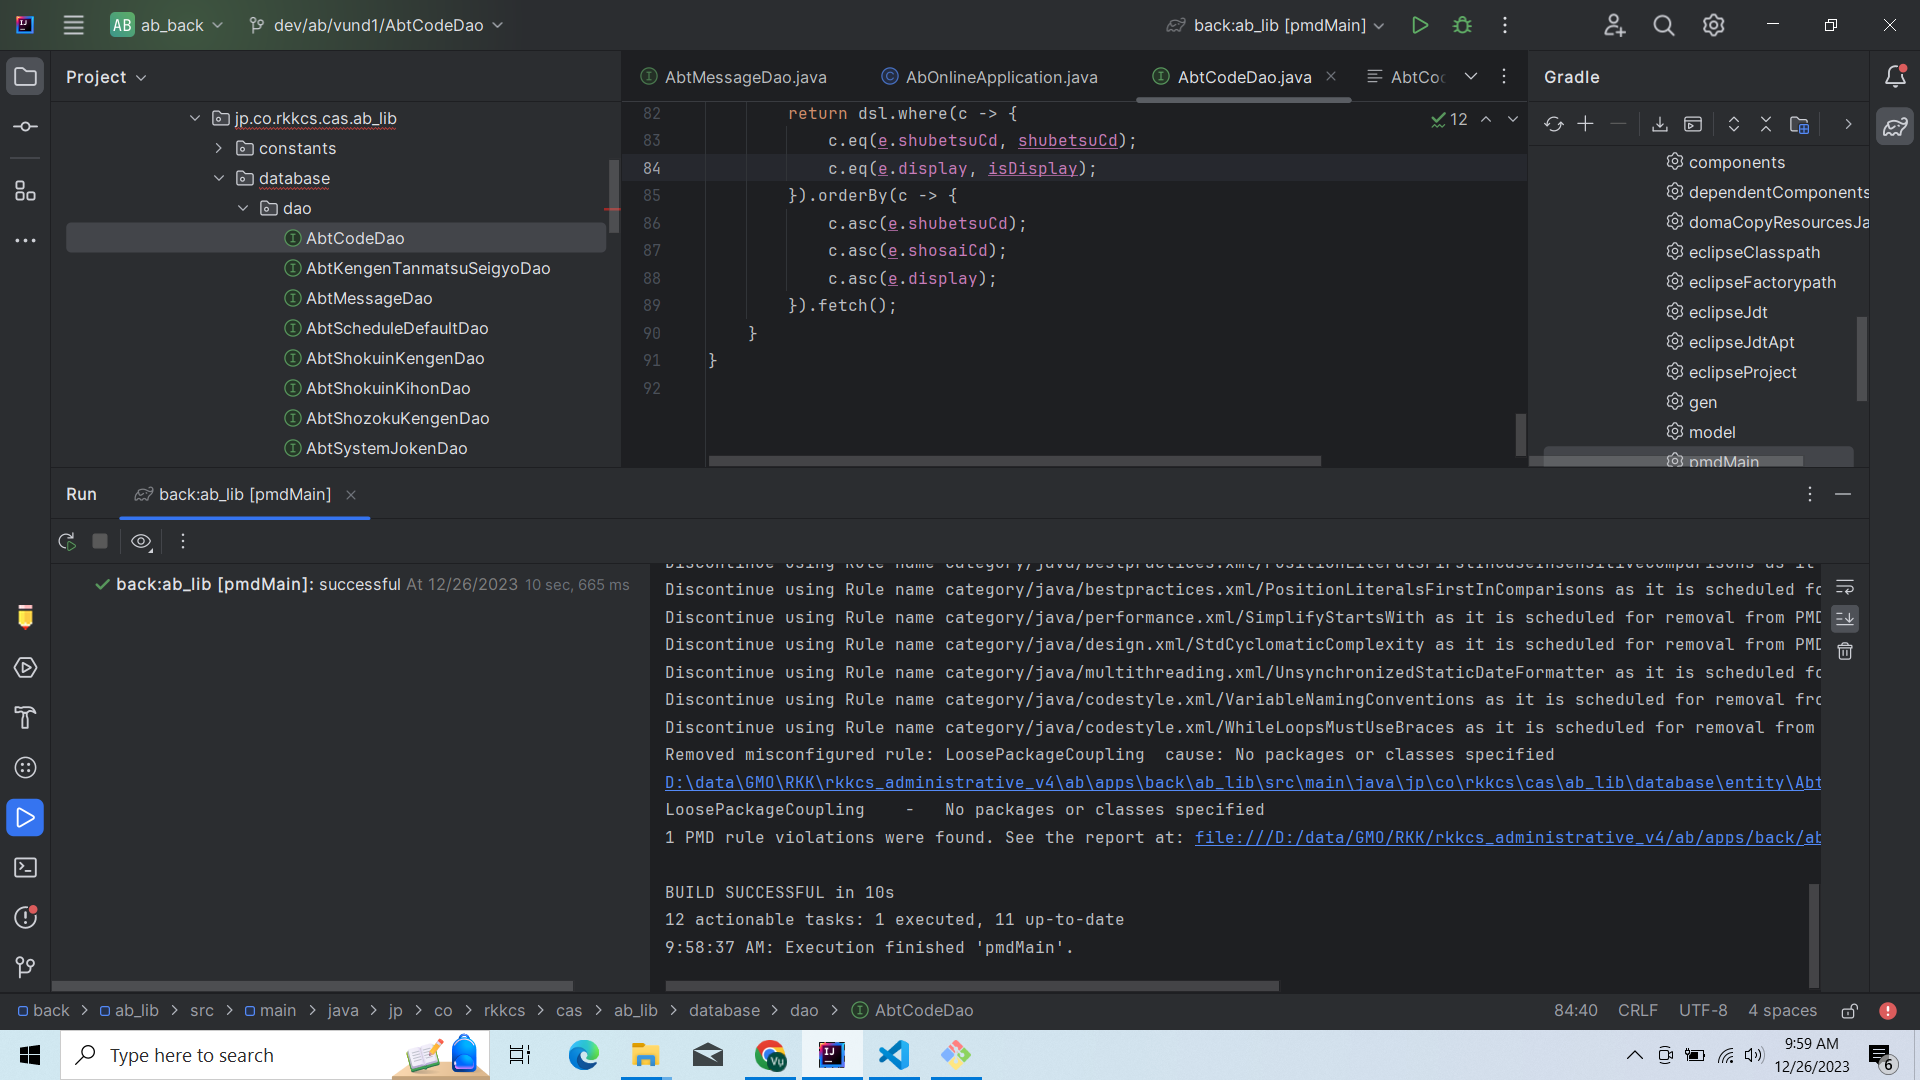 AB ab_back dev/ab/vund1/AbtCodeDao back:ab_lib [pmdMain]
Project
jp.co.rkkcs.cas.ab_lib
constants
database
dao
AbtCodeDao
AbtKengenTanmatsuSeigyoDao
AbtMessageDao
AbtScheduleDefaultDao
AbtShokuinKengenDao
AbtShokuinKihonDao
AbtShozokuKengenDao
AbtSystemJokenDao
AbtMessageDao.java AbOnlineApplication.java AbtCodeDao.java AbtCo
12
82 return dsl.where(c -> {
83 c.eq(e.shubetsuCd, shubetsuCd);
84 c.eq(e.display, isDisplay);
85 }).orderBy(c -> {
86 c.asc(e.shubetsuCd);
87 c.asc(e.shosaiCd);
88 c.asc(e.display);
89 }).fetch();
90 }
91 }
92
Gradle
components
dependentComponents
domaCopyResourcesJa
eclipseClasspath
eclipseFactorypath
eclipseJdt
eclipseJdtApt
eclipseProject
gen
model
pmdMain
Run back:ab_lib [pmdMain]
back:ab_lib [pmdMain]: successful At 12/26/2023 10 sec, 665 ms
Discontinue using Rule name category/java/bestpractices.xml/PositionLiteralsFirstInCaseInsensitiveComparisons as it
Discontinue using Rule name category/java/bestpractices.xml/PositionLiteralsFirstInComparisons as it is scheduled fo
Discontinue using Rule name category/java/performance.xml/SimplifyStartsWith as it is scheduled for removal from PMD
Discontinue using Rule name category/java/design.xml/StdCyclomaticComplexity as it is scheduled for removal from PMD
Discontinue using Rule name category/java/multithreading.xml/UnsynchronizedStaticDateFormatter as it is scheduled fo
Discontinue using Rule name category/java/codestyle.xml/VariableNamingConventions as it is scheduled for removal fro
Discontinue using Rule name category/java/codestyle.xml/WhileLoopsMustUseBraces as it is scheduled for removal from
Removed misconfigured rule: LoosePackageCoupling cause: No packages or classes specified
D:\data\GMO\RKK\rkkcs_administrative_v4\ab\apps\back\ab_lib\src\main\java\jp\co\rkkcs\cas\ab_lib\database\entity\Abt
LoosePackageCoupling - No packages or classes specified
1 PMD rule violations were found. See the report at: file:///D:/data/GMO/RKK/rkkcs_administrative_v4/ab/apps/back/ab
BUILD SUCCESSFUL in 10s
12 actionable tasks: 1 executed, 11 up-to-date
9:58:37 AM: Execution finished 'pmdMain'.
back > ab_lib > src > main > java > jp > co > rkkcs > cas > ab_lib > database > dao > AbtCodeDao
84:40 CRLF UTF-8 4 spaces
Type here to search
Vu
9:59 AM
12/26/2023
6